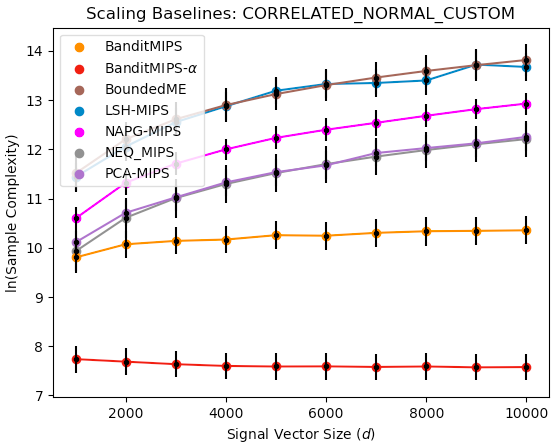 Scaling Baselines: CORRELATED_NORMAL_CUSTOM
BanditMIPS
BanditMIPS-α
BoundedME
LSH-MIPS
NAPG-MIPS
NEQ_MIPS
PCA-MIPS
ln(Sample Complexity)
14
13
12
11
10
9
8
7
2000 4000 6000 8000 10000
Signal Vector Size (d)